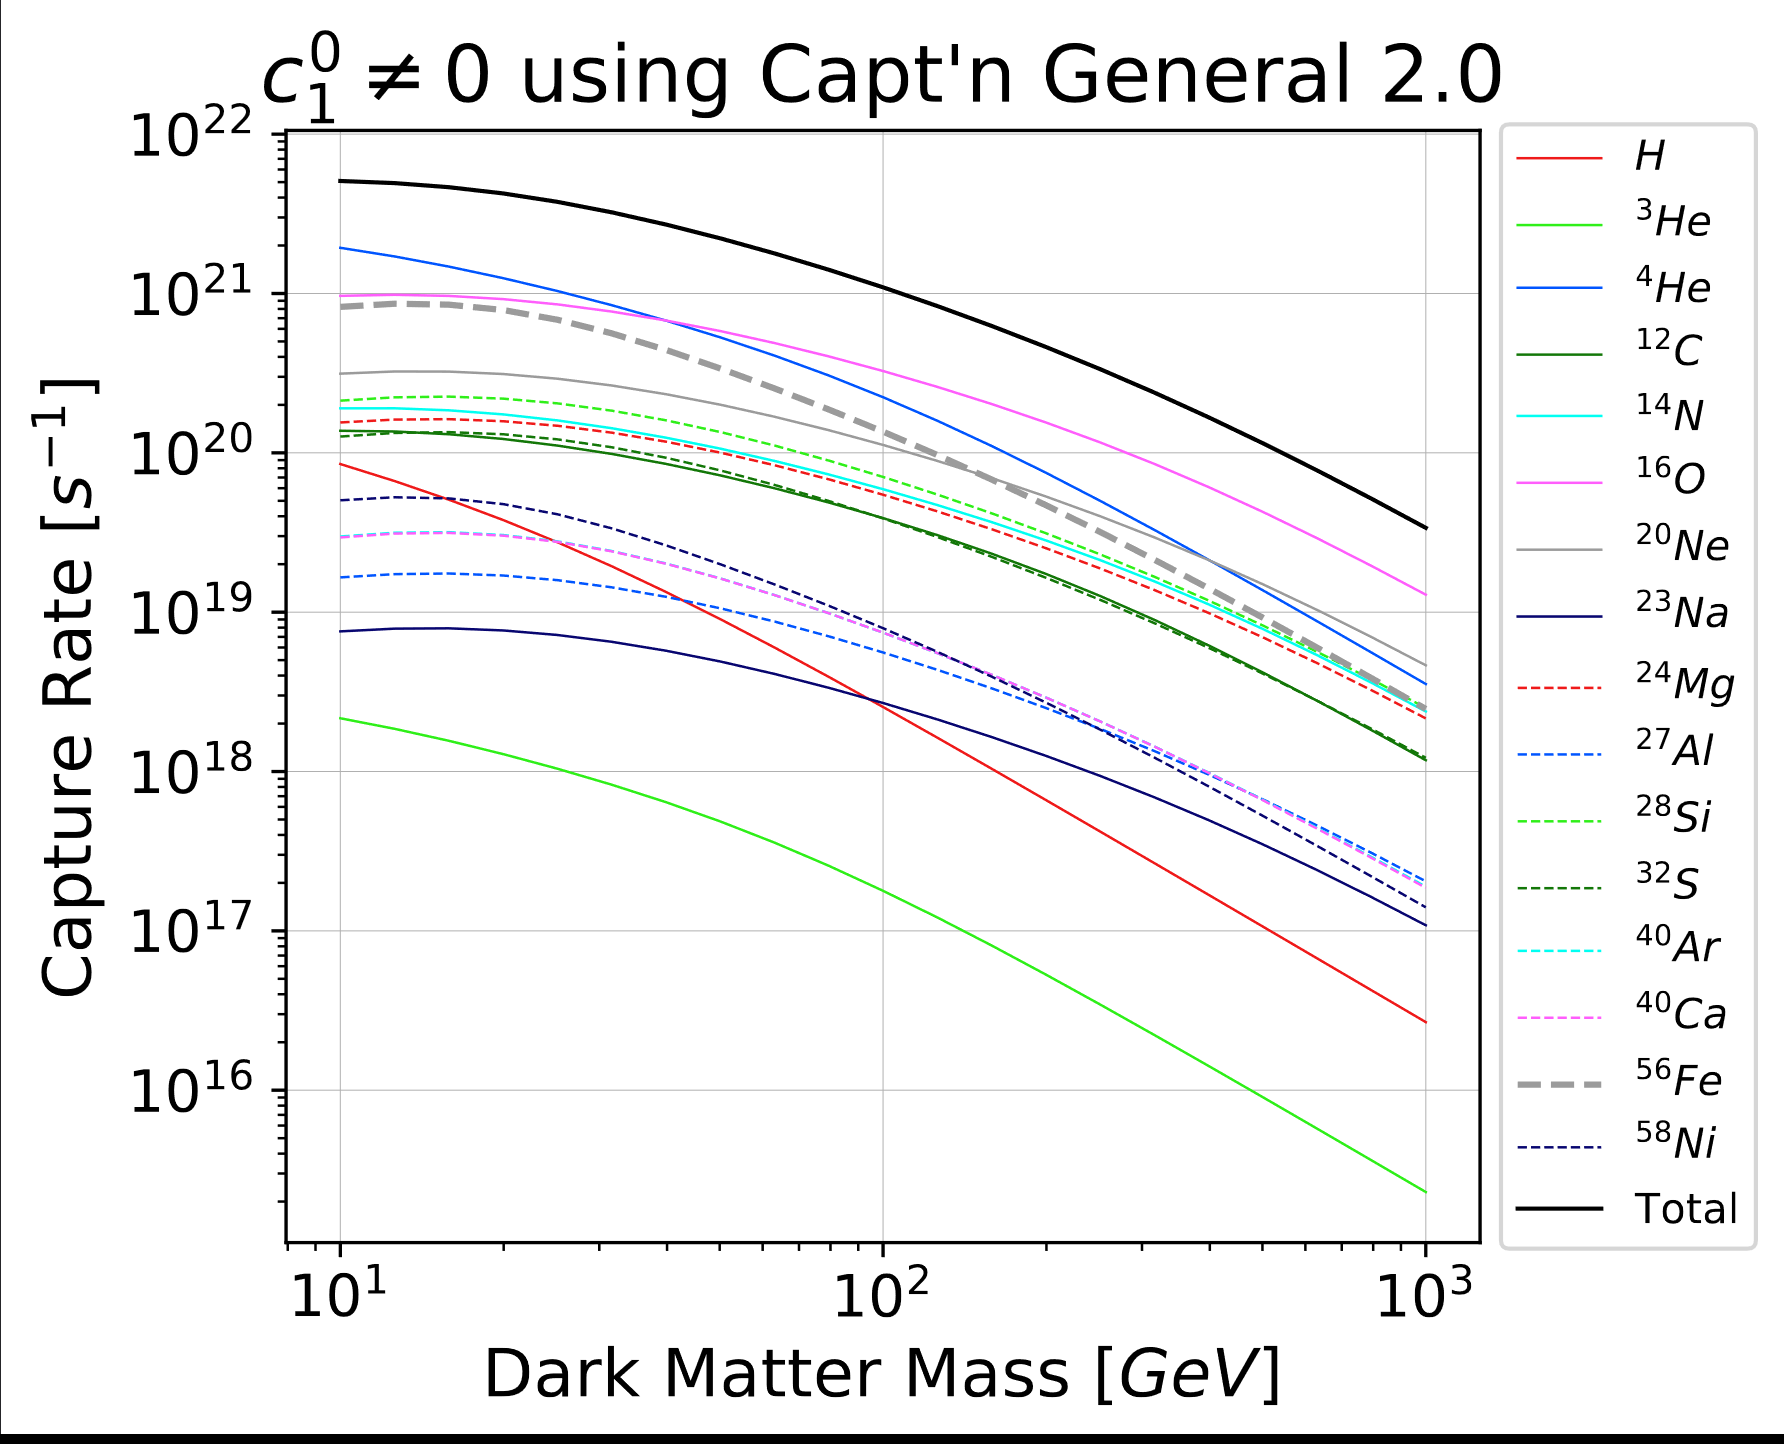 c₁⁰ ≠ 0 using Capt'n General 2.0
10²²
10²¹
10²⁰
10¹⁹
10¹⁸
10¹⁷
10¹⁶
Capture Rate [s⁻¹]
10¹ 10² 10³
Dark Matter Mass [GeV]
H
³He
⁴He
¹²C
¹⁴N
¹⁶O
²⁰Ne
²³Na
²⁴Mg
²⁷Al
²⁸Si
³²S
⁴⁰Ar
⁴⁰Ca
⁵⁶Fe
⁵⁸Ni
Total